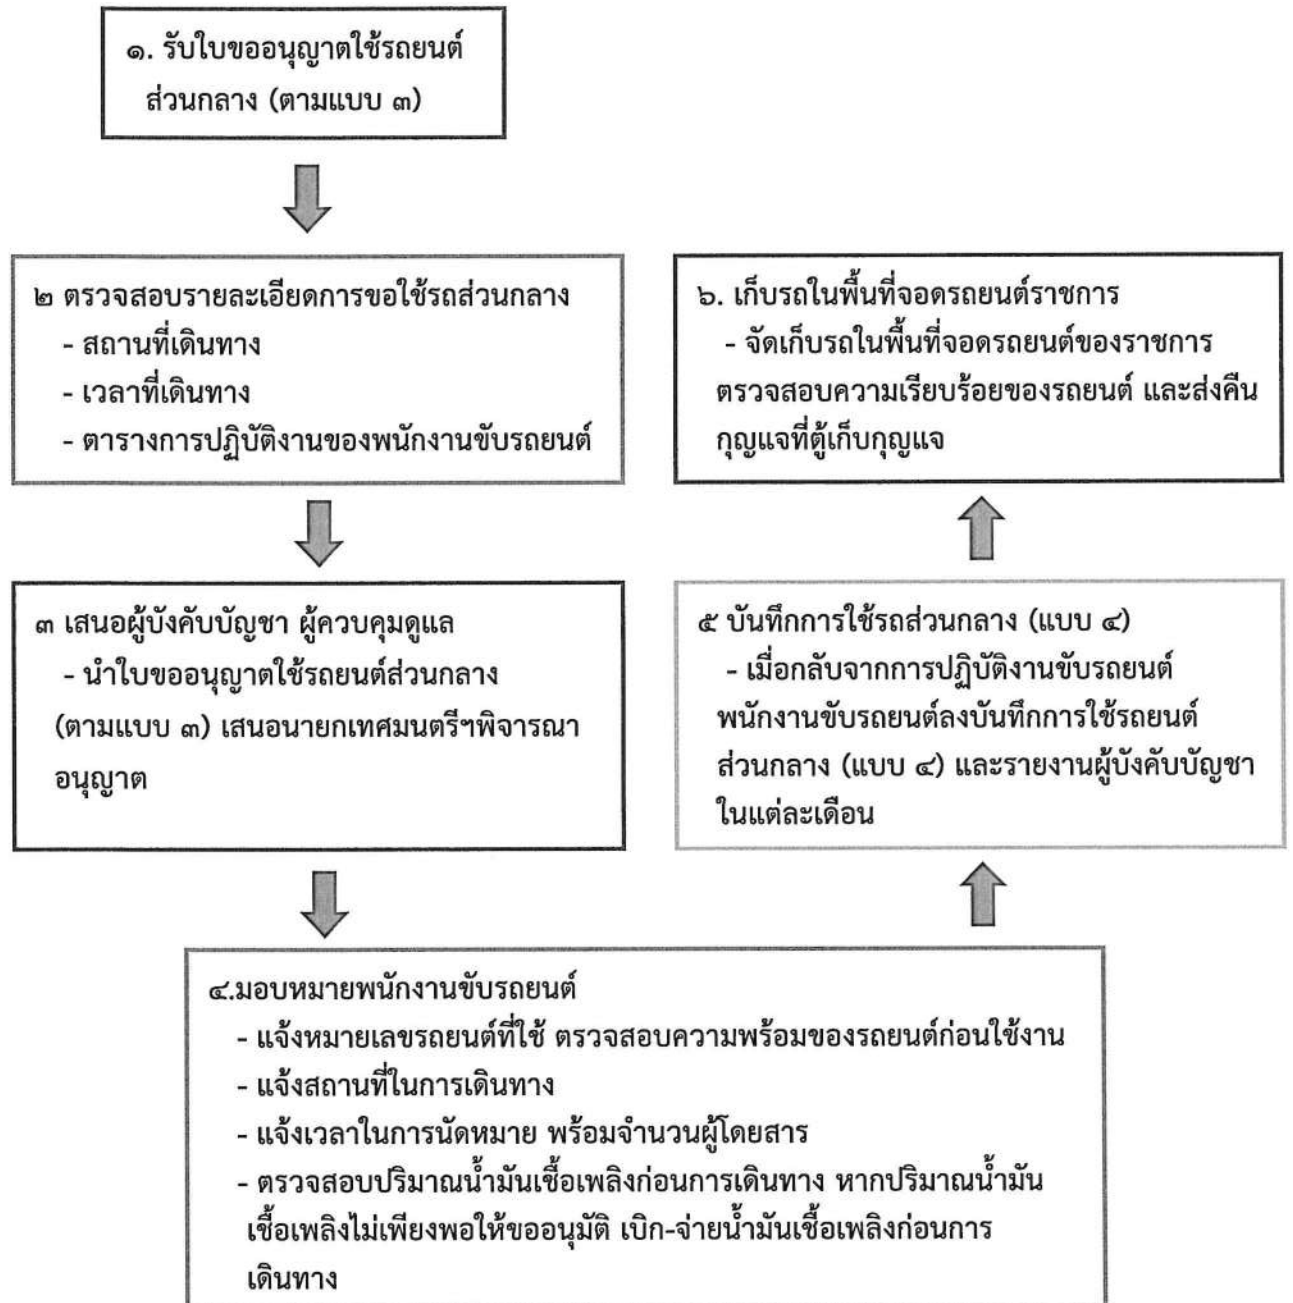 ๑. รับใบขออนุญาตใช้รถยนต์
ส่วนกลาง (ตามแบบ ๓)
๒ ตรวจสอบรายละเอียดการขอใช้รถส่วนกลาง
- สถานที่เดินทาง
- เวลาที่เดินทาง
- ตารางการปฏิบัติงานของพนักงานขับรถยนต์
๓ เสนอผู้บังคับบัญชา ผู้ควบคุมดูแล
- นำใบขออนุญาตใช้รถยนต์ส่วนกลาง
(ตามแบบ ๓) เสนอนายกเทศมนตรีฯพิจารณา
อนุญาต
๔.มอบหมายพนักงานขับรถยนต์
- แจ้งหมายเลขรถยนต์ที่ใช้ ตรวจสอบความพร้อมของรถยนต์ก่อนใช้งาน
- แจ้งสถานที่ในการเดินทาง
- แจ้งเวลาในการนัดหมาย พร้อมจำนวนผู้โดยสาร
- ตรวจสอบปริมาณน้ำมันเชื้อเพลิงก่อนการเดินทาง หากปริมาณน้ำมัน
เชื้อเพลิงไม่เพียงพอให้ขออนุมัติ เบิก-จ่ายน้ำมันเชื้อเพลิงก่อนการ
เดินทาง
๕ บันทึกการใช้รถส่วนกลาง (แบบ ๔)
- เมื่อกลับจากการปฏิบัติงานขับรถยนต์
พนักงานขับรถยนต์ลงบันทึกการใช้รถยนต์
ส่วนกลาง (แบบ ๔) และรายงานผู้บังคับบัญชา
ในแต่ละเดือน
๖. เก็บรถในพื้นที่จอดรถยนต์ราชการ
- จัดเก็บรถในพื้นที่จอดรถยนต์ของราชการ
ตรวจสอบความเรียบร้อยของรถยนต์ และส่งคืน
กุญแจที่ตู้เก็บกุญแจ